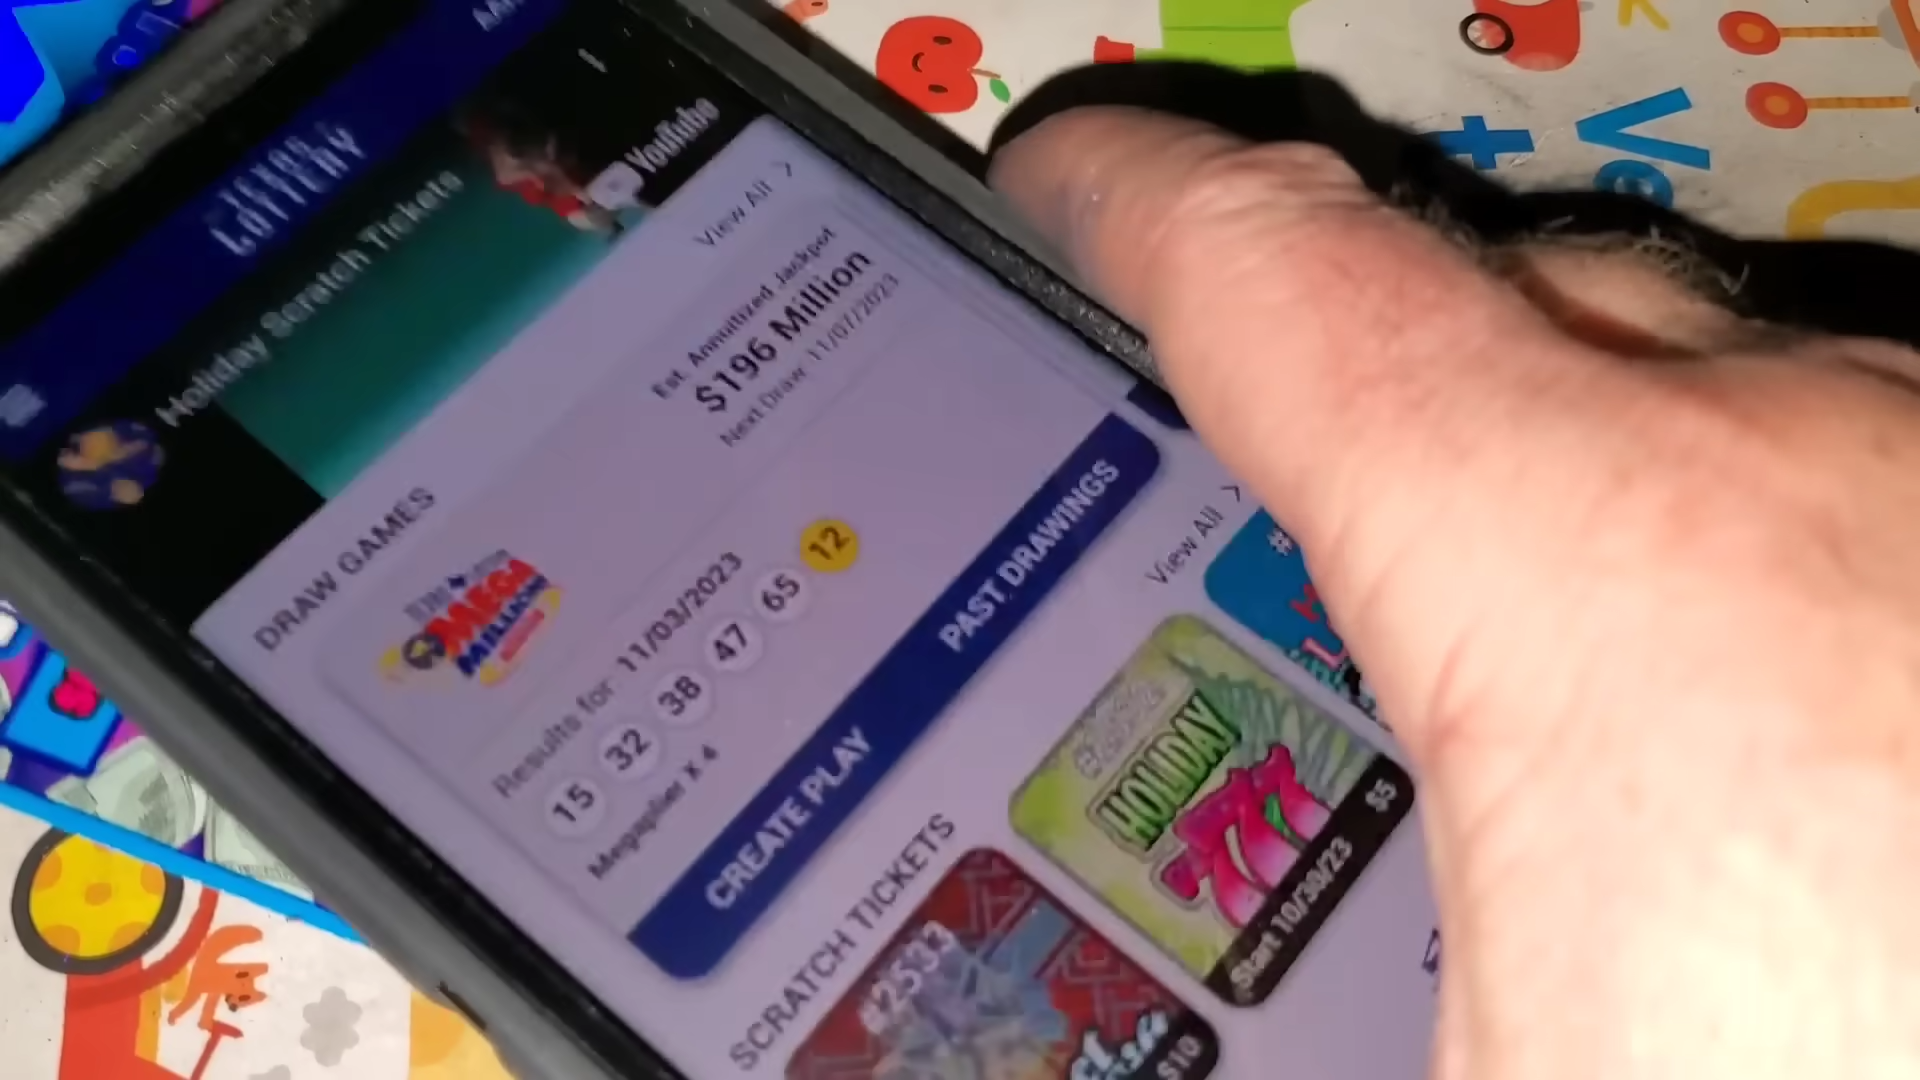 TEXAS
LOTTERY
Holiday Scratch Tickets
YouTube
DRAW GAMES
View All >
MEGA
MILLIONS
Est. Annuitized Jackpot
$196 Million
Next Draw 11/07/2023
Results for 11/03/2023
15 32 38 47 65 12
Megaplier X 4
CREATE PLAY
PAST DRAWINGS
SCRATCH TICKETS
View All >
#2533
$10
HOLIDAY
777
Start 10/30/23
$5